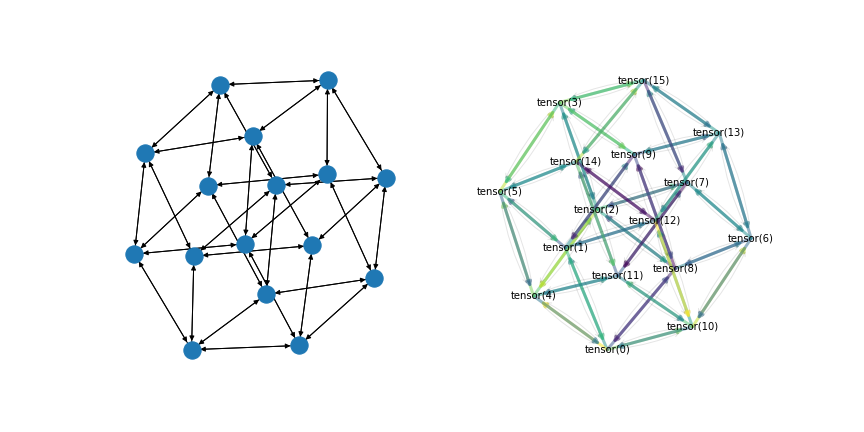 tensor(15)
tensor(3)
tensor(13)
tensor(9)
tensor(14)
tensor(7)
tensor(5)
tensor(2)
tensor(12)
tensor(6)
tensor(1)
tensor(8)
tensor(11)
tensor(4)
tensor(10)
tensor(0)